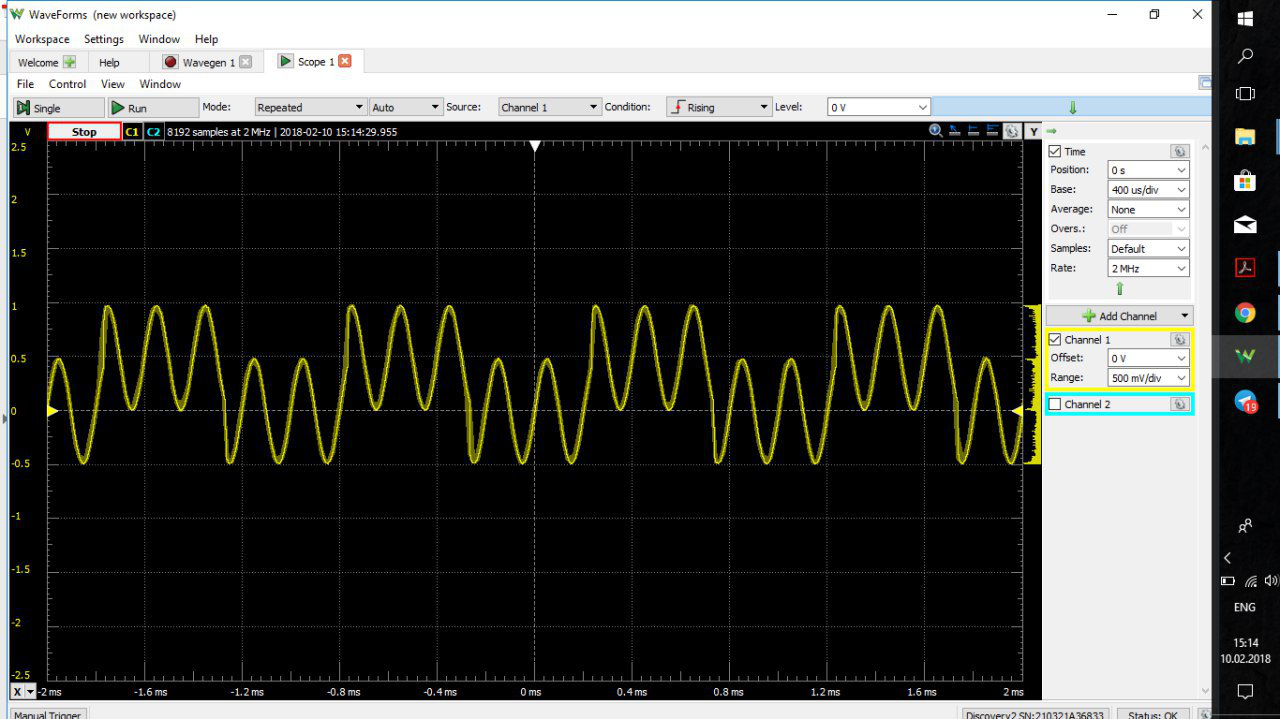 WaveForms (new workspace)
Workspace Settings Window Help
Welcome Help Wavegen 1 Scope 1
File Control View Window
Single Run Mode: Repeated Auto Source: Channel 1 Condition: Rising Level: 0 V
V Stop C1 C2 8192 samples at 2 MHz | 2018-02-10 15:14:29.955 Y
2.5
2
1.5
1
0.5
0
-0.5
-1
-1.5
-2
-2.5
X -2 ms -1.6 ms -1.2 ms -0.8 ms -0.4 ms 0 ms 0.4 ms 0.8 ms 1.2 ms 1.6 ms 2 ms
Time
Position: 0 s
Base: 400 us/div
Average: None
Overs.: Off
Samples: Default
Rate: 2 MHz
Add Channel
Channel 1
Offset: 0 V
Range: 500 mV/div
Channel 2
Manual Trigger Discovery2 SN:210321A36833 Status: OK
19
ENG
15:14
10.02.2018